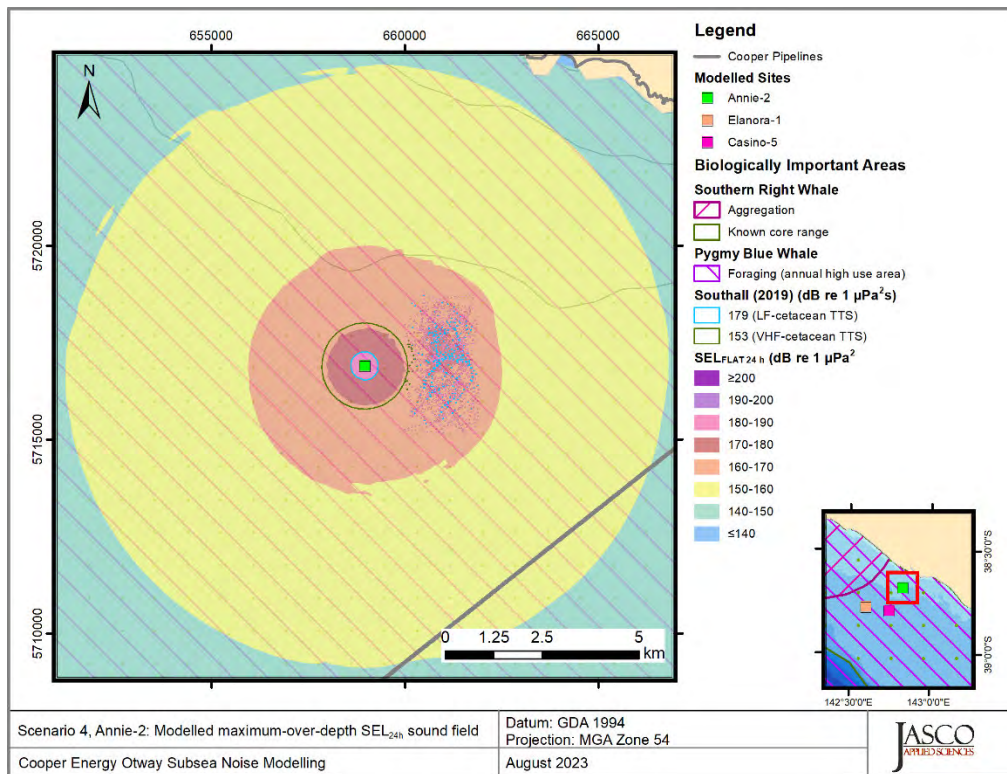 655000 660000 665000
5720000
5715000
5710000
N
0 1.25 2.5 5
km
Legend
Cooper Pipelines
Modelled Sites
Annie-2
Elanora-1
Casino-5
Biologically Important Areas
Southern Right Whale
Aggregation
Known core range
Pygmy Blue Whale
Foraging (annual high use area)
Southall (2019) (dB re 1 µPa²s)
179 (LF-cetacean TTS)
153 (VHF-cetacean TTS)
SELFLAT 24 h (dB re 1 µPa²
≥200
190-200
180-190
170-180
160-170
150-160
140-150
≤140
38°30'0"S
39°0'0"S
142°30'0"E 143°0'0"E
Scenario 4, Annie-2: Modelled maximum-over-depth SEL24h sound field
Cooper Energy Otway Subsea Noise Modelling
Datum: GDA 1994
Projection: MGA Zone 54
August 2023
JASCO
APPLIED SCIENCES